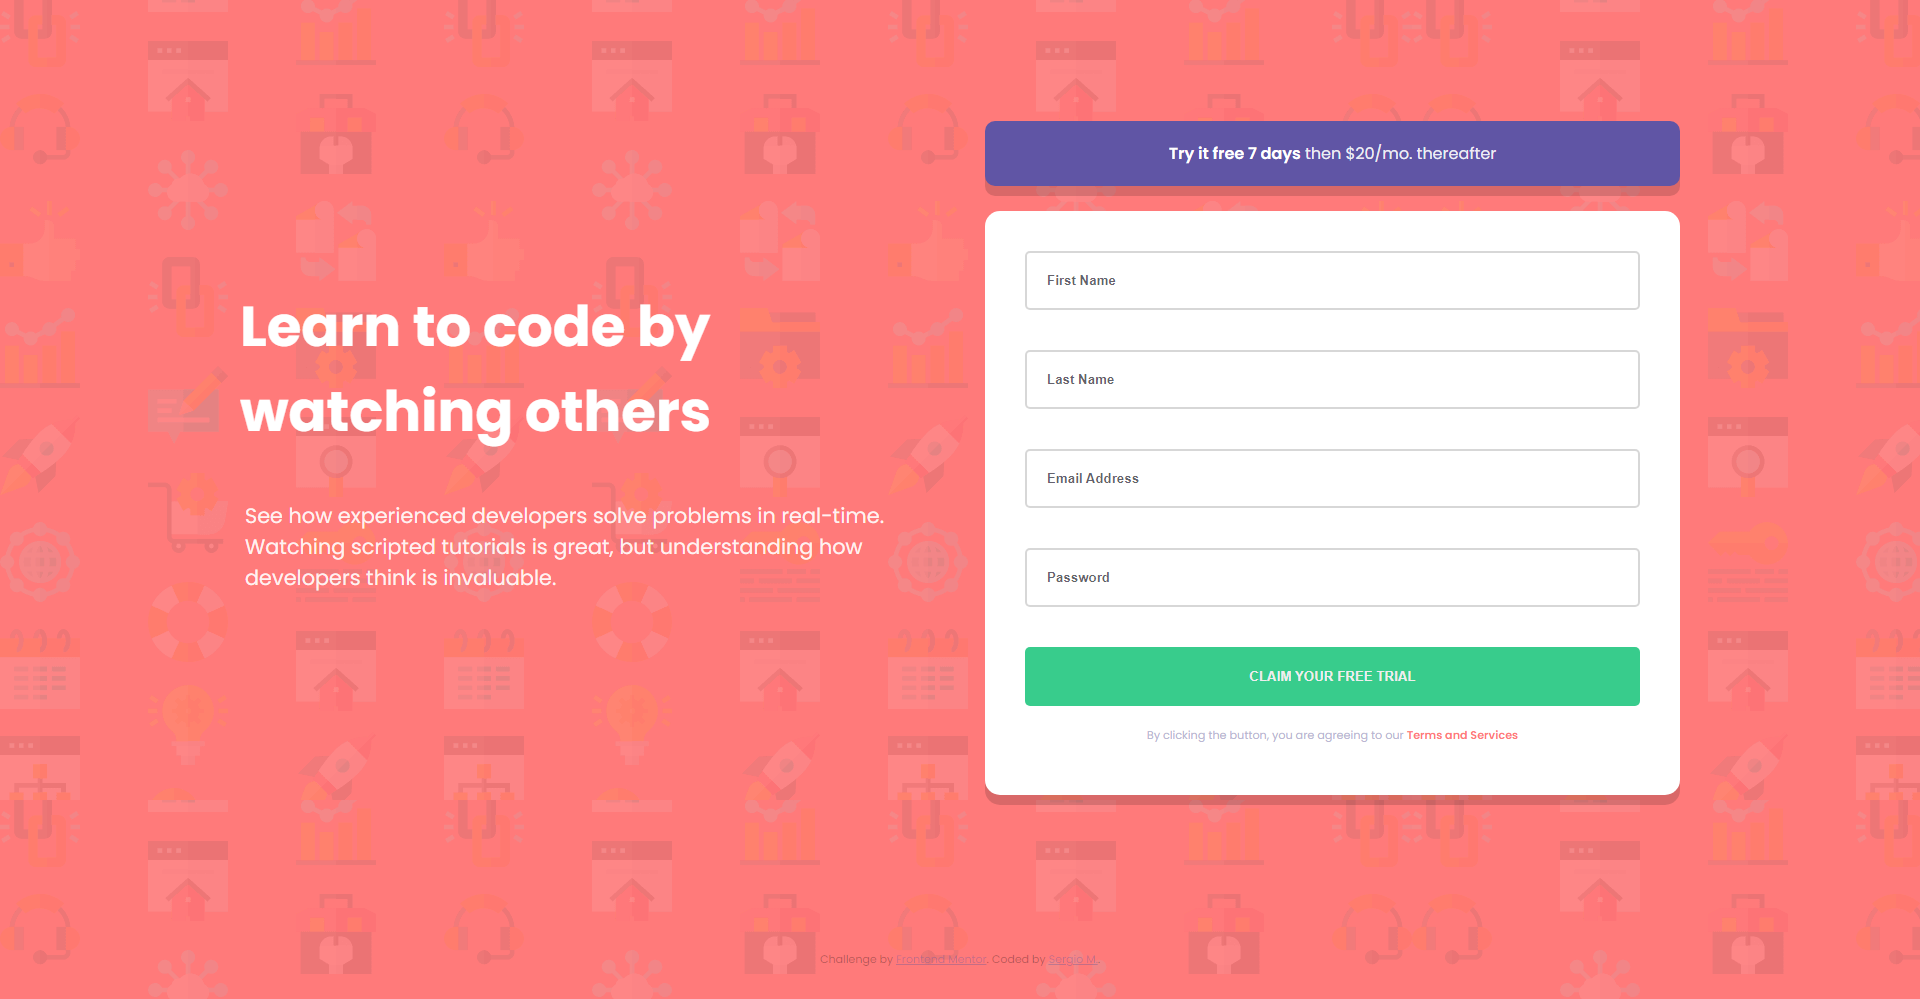 Learn to code by
watching others
See how experienced developers solve problems in real-time.
Watching scripted tutorials is great, but understanding how
developers think is invaluable.
Try it free 7 days then $20/mo. thereafter
First Name
Last Name
Email Address
Password
CLAIM YOUR FREE TRIAL
By clicking the button, you are agreeing to our Terms and Services
Challenge by Frontend Mentor. Coded by Sergio M..